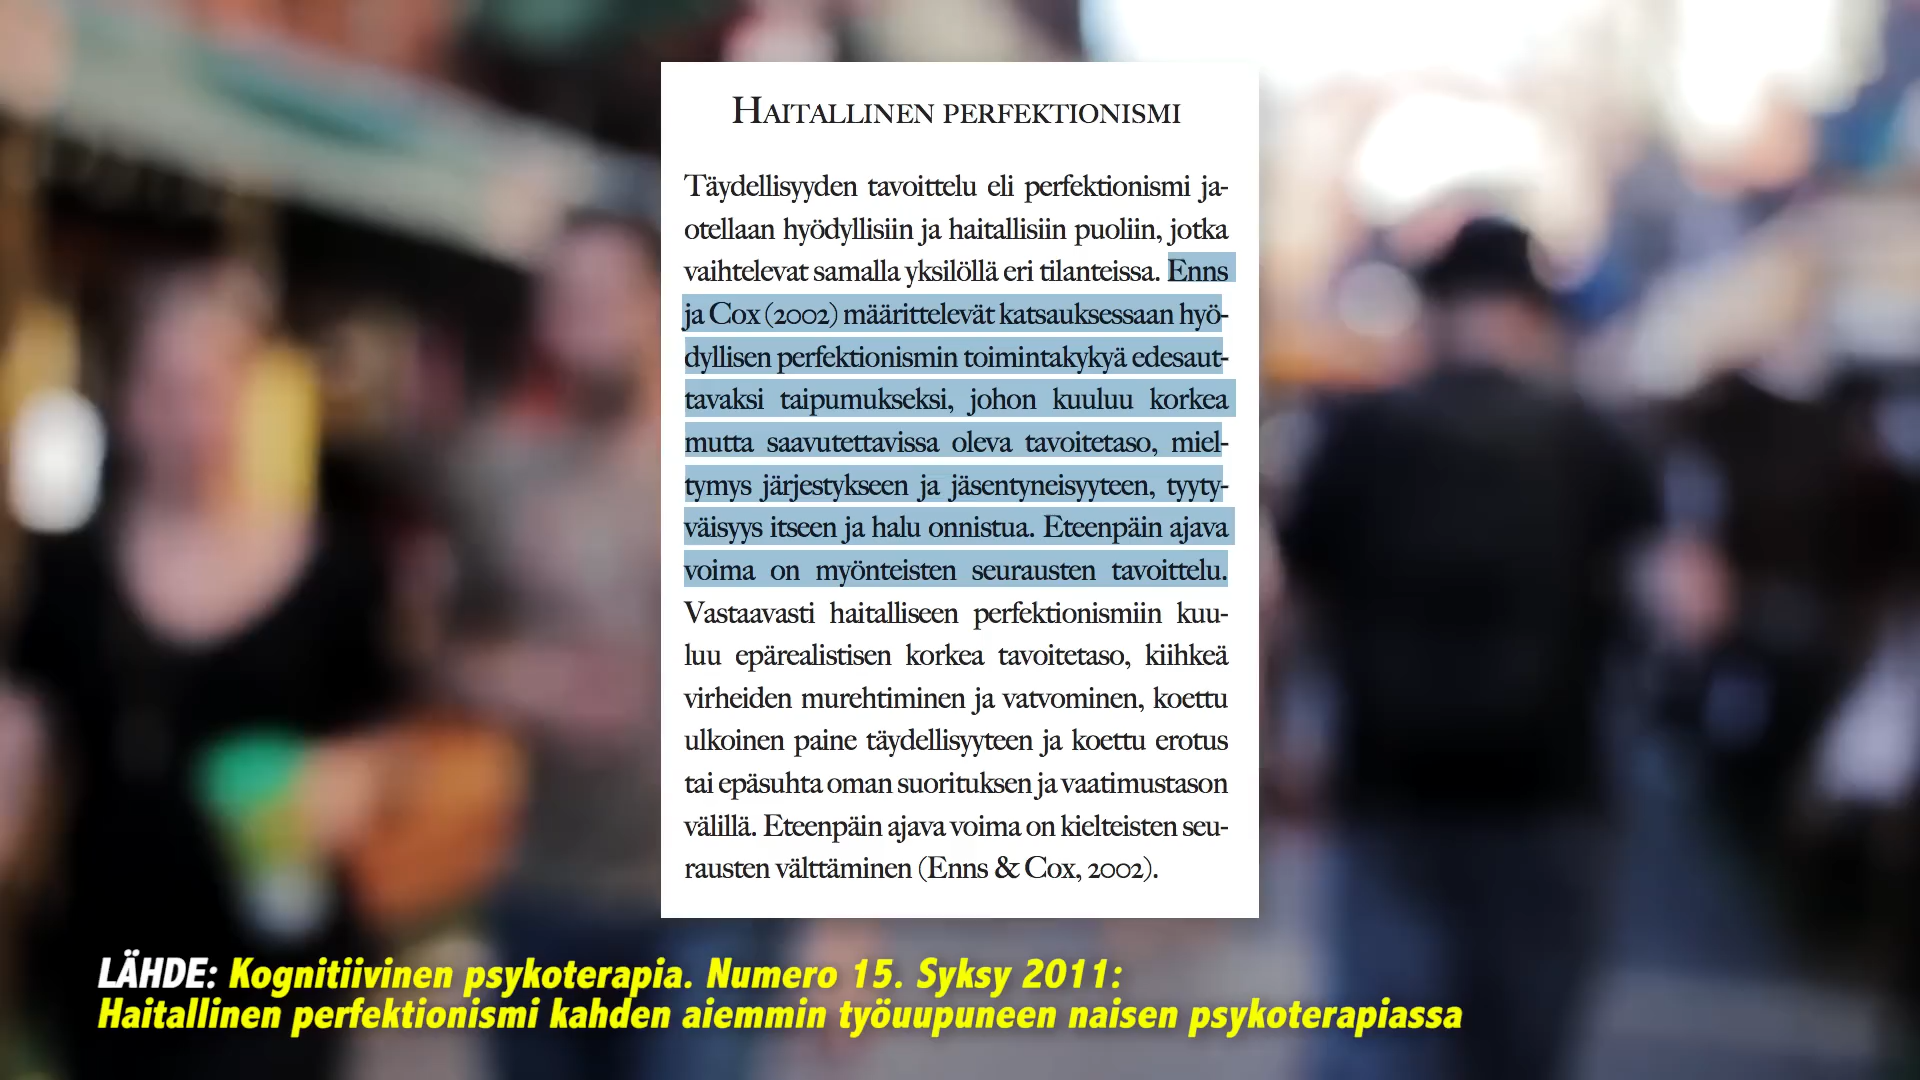 HAITALLINEN PERFEKTIONISMI
Täydellisyyden tavoittelu eli perfektionismi ja-
otellaan hyödyllisiin ja haitallisiin puoliin, jotka
vaihtelevat samalla yksilöllä eri tilanteissa. Enns
ja Cox (2002) määrittelevät katsauksessaan hyö-
dyllisen perfektionismin toimintakykyä edesaut-
tavaksi taipumukseksi, johon kuuluu korkea
mutta saavutettavissa oleva tavoitetaso, miel-
tymys järjestykseen ja jäsentyneisyyteen, tyyty-
väisyys itseen ja halu onnistua. Eteenpäin ajava
voima on myönteisten seurausten tavoittelu.
Vastaavasti haitalliseen perfektionismiin kuu-
luu epärealistisen korkea tavoitetaso, kiihkeä
virheiden murehtiminen ja vatvominen, koettu
ulkoinen paine täydellisyyteen ja koettu erotus
tai epäsuhta oman suorituksen ja vaatimustason
välillä. Eteenpäin ajava voima on kielteisten seu-
rausten välttäminen (Enns & Cox, 2002).
LÄHDE: Kognitiivinen psykoterapia. Numero 15. Syksy 2011:
Haitallinen perfektionismi kahden aiemmin työuupuneen naisen psykoterapiassa